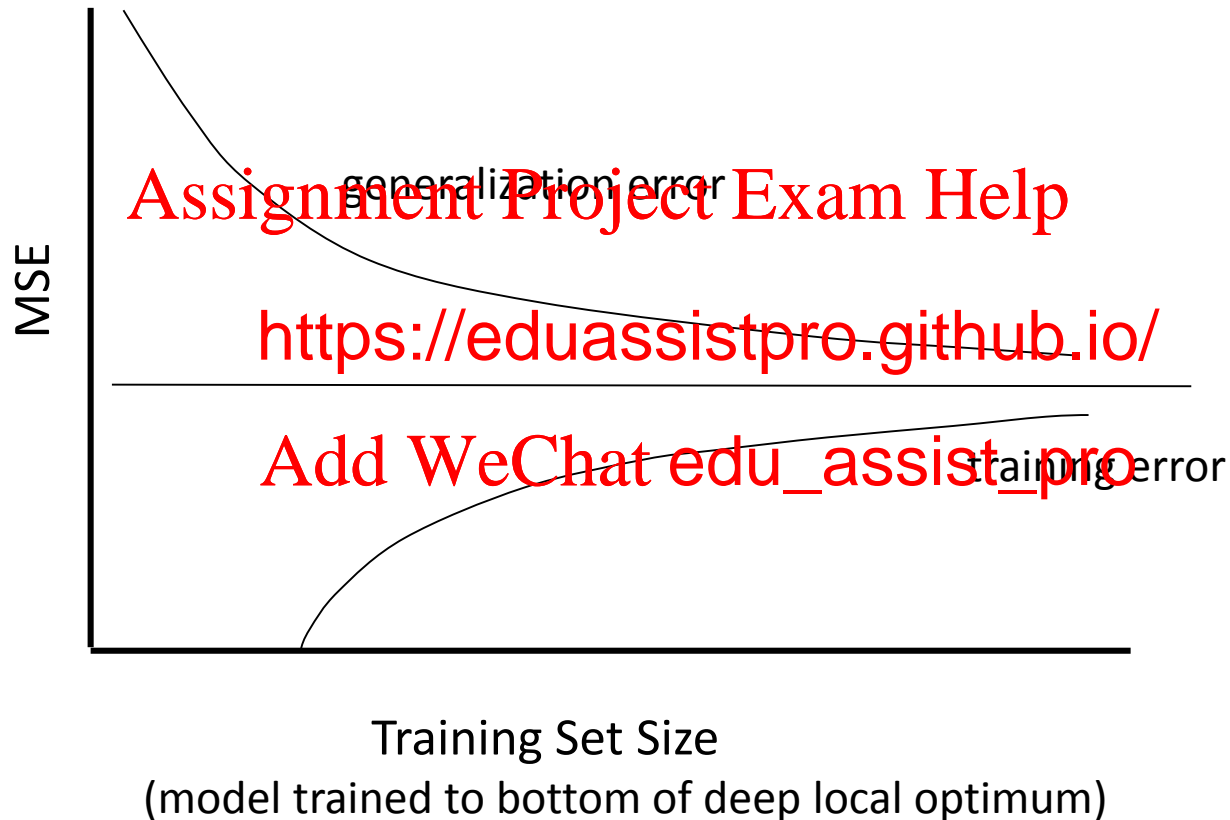 generalization error
Assignment Project Exam Help
MSE
https://eduassistpro.github.io/
Add WeChat edu_assist_pro
training error
Training Set Size
(model trained to bottom of deep local optimum)